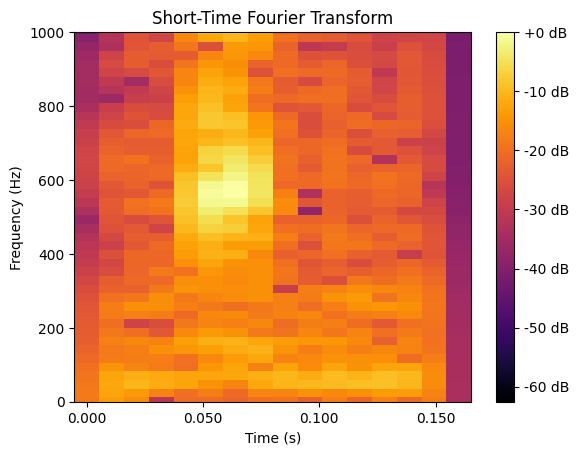 Short-Time Fourier Transform
Frequency (Hz)
1000
800
600
400
200
0
0.000
0.050
0.100
0.150
Time (s)
+0 dB
-10 dB
-20 dB
-30 dB
-40 dB
-50 dB
-60 dB